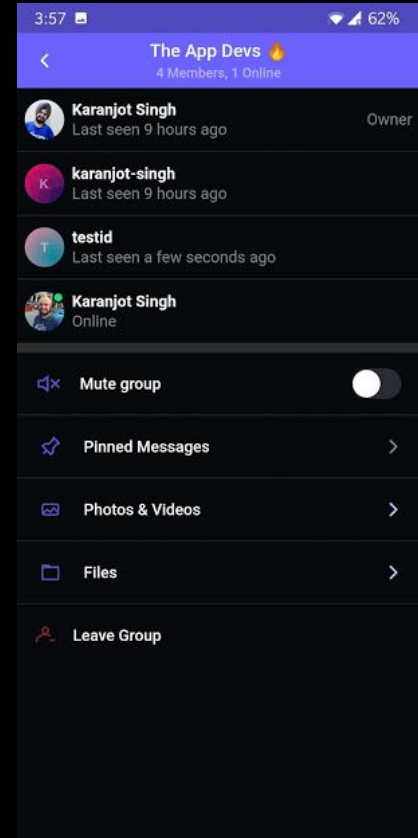 3:57 62%
The App Devs 🔥
4 Members, 1 Online
Karanjot Singh
Last seen 9 hours ago
Owner
K
karanjot-singh
Last seen 9 hours ago
T
testid
Last seen a few seconds ago
Karanjot Singh
Online
Mute group
Pinned Messages
Photos & Videos
Files
Leave Group